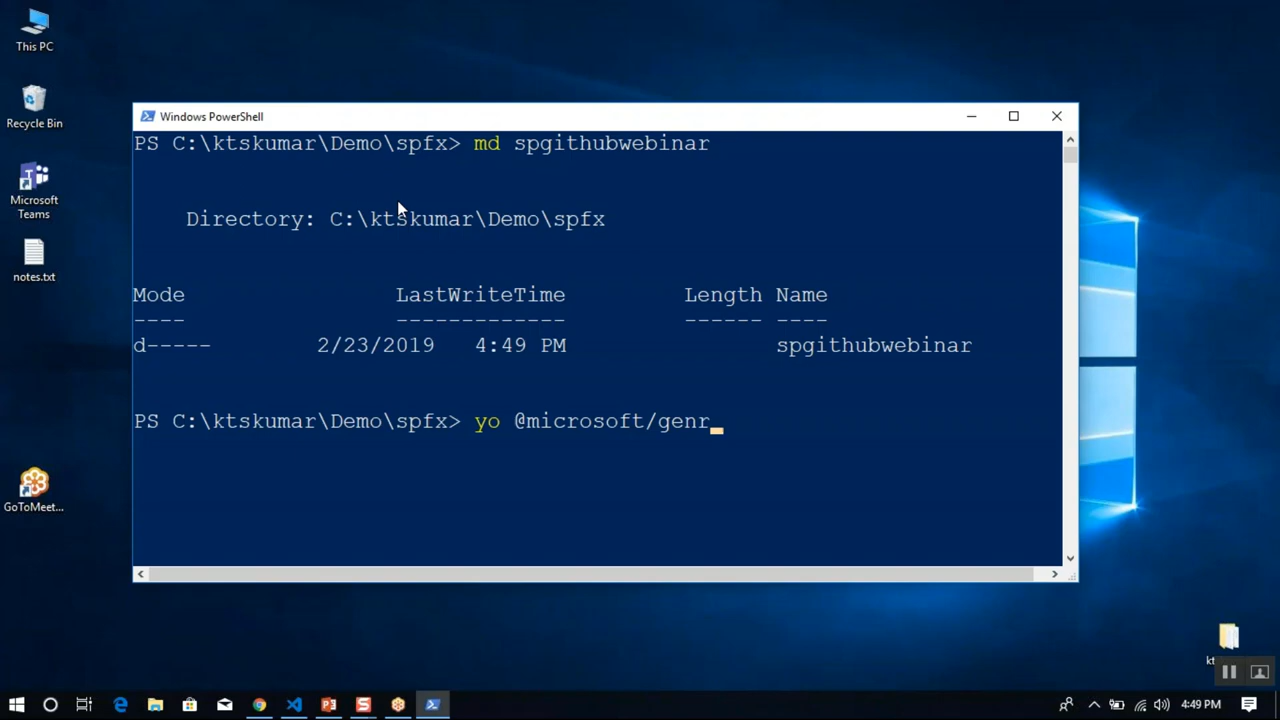 This PC
Recycle Bin
Microsoft
Teams
notes.txt
GoToMeet...
Windows PowerShell
PS C:\ktskumar\Demo\spfx> md spgithubwebinar
Directory: C:\ktskumar\Demo\spfx
Mode LastWriteTime Length Name
---- ------------- ------ ----
d----- 2/23/2019 4:49 PM spgithubwebinar
PS C:\ktskumar\Demo\spfx> yo @microsoft/genr_
4:49 PM